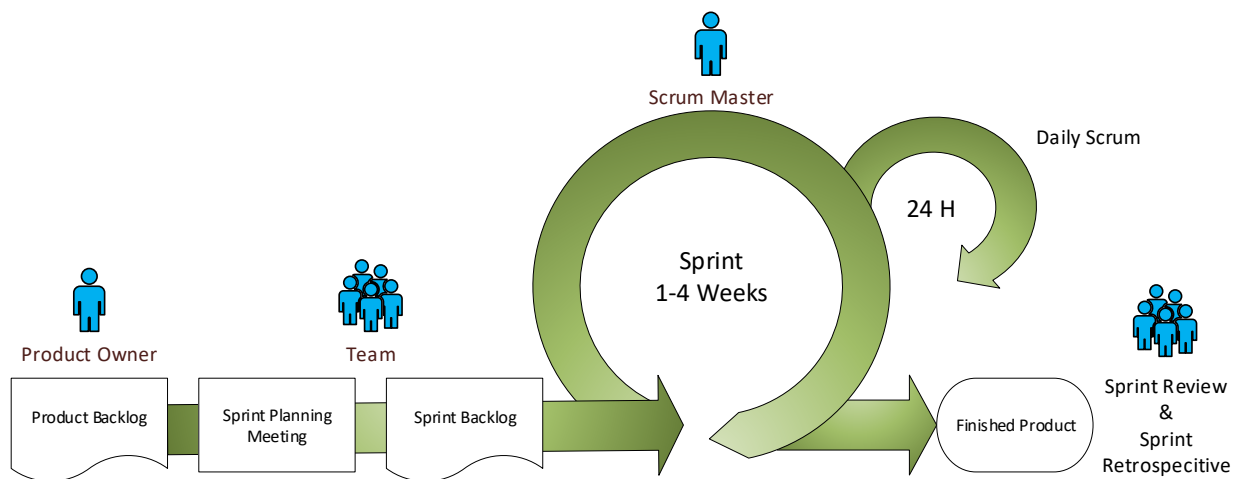 Scrum Master
Daily Scrum
24 H
Sprint
1-4 Weeks
Product Owner
Team
Product Backlog
Sprint Planning
Meeting
Sprint Backlog
Finished Product
Sprint Review
&
Sprint
Retrospecitive